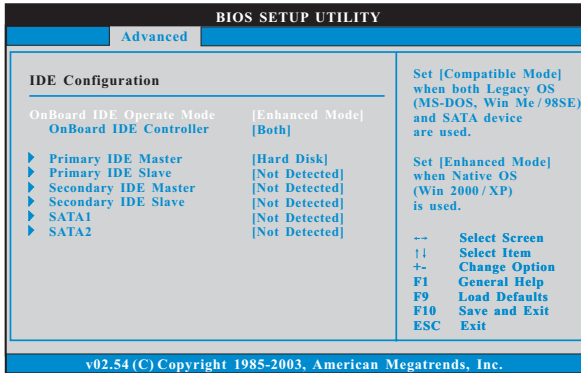 BIOS SETUP UTILITY
Advanced
IDE Configuration
OnBoard IDE Operate Mode [Enhanced Mode]
OnBoard IDE Controller [Both]
Primary IDE Master [Hard Disk]
Primary IDE Slave [Not Detected]
Secondary IDE Master [Not Detected]
Secondary IDE Slave [Not Detected]
SATA1 [Not Detected]
SATA2 [Not Detected]
Set [Compatible Mode]
when both Legacy OS
(MS-DOS, Win Me / 98SE)
and SATA device
are used.
Set [Enhanced Mode]
when Native OS
(Win 2000 / XP)
is used.
↔ Select Screen
↑↓ Select Item
+- Change Option
F1 General Help
F9 Load Defaults
F10 Save and Exit
ESC Exit
v02.54 (C) Copyright 1985-2003, American Megatrends, Inc.